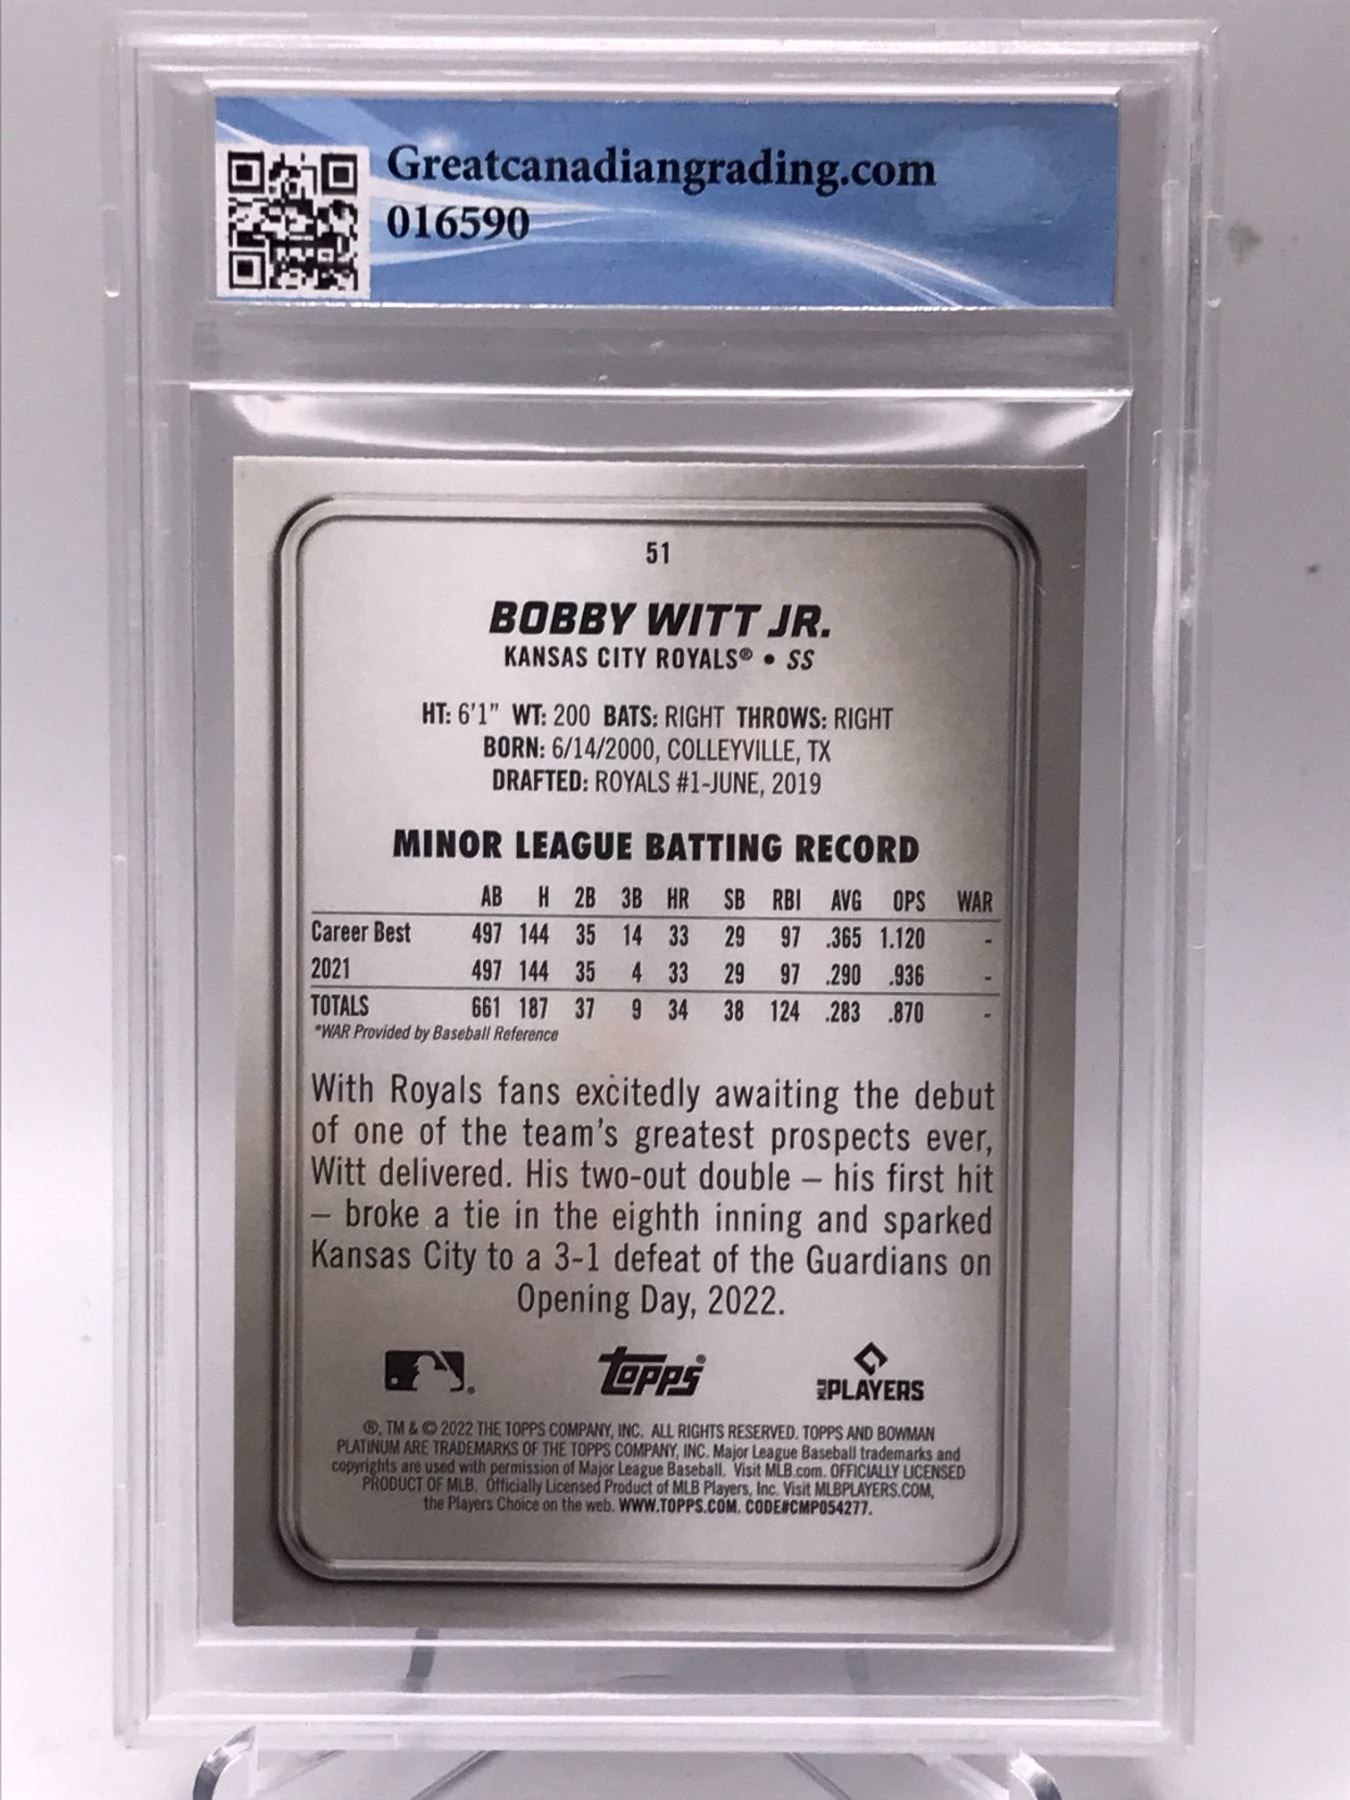 Greatcanadiangrading.com
016590
51
BOBBY WITT JR.
KANSAS CITY ROYALS® • SS
HT: 6'1" WT: 200 BATS: RIGHT THROWS: RIGHT
BORN: 6/14/2000, COLLEYVILLE, TX
DRAFTED: ROYALS #1-JUNE, 2019
MINOR LEAGUE BATTING RECORD
AB H 2B 3B HR SB RBI AVG OPS WAR
Career Best 497 144 35 14 33 29 97 .365 1.120 -
2021 497 144 35 4 33 29 97 .290 .936 -
TOTALS 661 187 37 9 34 38 124 .283 .870 -
*WAR Provided by Baseball Reference
With Royals fans excitedly awaiting the debut
of one of the team's greatest prospects ever,
Witt delivered. His two-out double – his first hit
– broke a tie in the eighth inning and sparked
Kansas City to a 3-1 defeat of the Guardians on
Opening Day, 2022.
Topps® MLB PLAYERS
®, TM & © 2022 THE TOPPS COMPANY, INC. ALL RIGHTS RESERVED. TOPPS AND BOWMAN
PLATINUM ARE TRADEMARKS OF THE TOPPS COMPANY, INC. Major League Baseball trademarks and
copyrights are used with permission of Major League Baseball. Visit MLB.com. OFFICIALLY LICENSED
PRODUCT OF MLB. Officially Licensed Product of MLB Players, Inc. Visit MLBPLAYERS.COM,
the Players Choice on the web. WWW.TOPPS.COM. CODE#CMP054277.